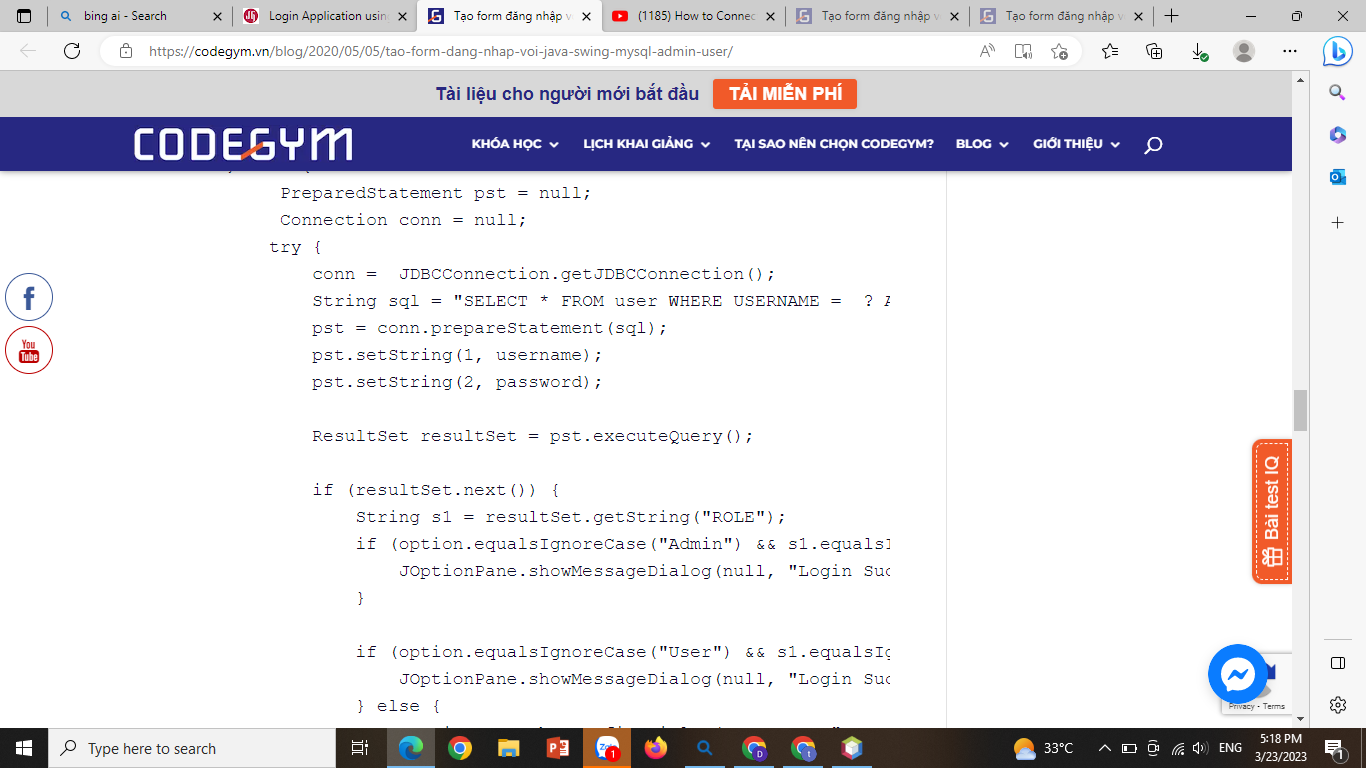 bing ai - Search
Login Application usin
Tạo form đăng nhập v
(1185) How to Connec
Tạo form đăng nhập v
Tạo form đăng nhập v
https://codegym.vn/blog/2020/05/05/tao-form-dang-nhap-voi-java-swing-mysql-admin-user/
Tài liệu cho người mới bắt đầu TẢI MIỄN PHÍ
CODEGYM
KHÓA HỌC
LỊCH KHAI GIẢNG
TẠI SAO NÊN CHỌN CODEGYM?
BLOG
GIỚI THIỆU
PreparedStatement pst = null;
Connection conn = null;
try {
conn =  JDBCConnection.getJDBCConnection();
String sql = "SELECT * FROM user WHERE USERNAME =  ?
pst = conn.prepareStatement(sql);
pst.setString(1, username);
pst.setString(2, password);
ResultSet resultSet = pst.executeQuery();
if (resultSet.next()) {
String s1 = resultSet.getString("ROLE");
if (option.equalsIgnoreCase("Admin") && s1.equalsI
JOptionPane.showMessageDialog(null, "Login Suc
}
if (option.equalsIgnoreCase("User") && s1.equalsIg
JOptionPane.showMessageDialog(null, "Login Suc
} else {
You
Tube
Bài test IQ
Privacy - Terms
Type here to search
33°C
ENG
5:18 PM
3/23/2023